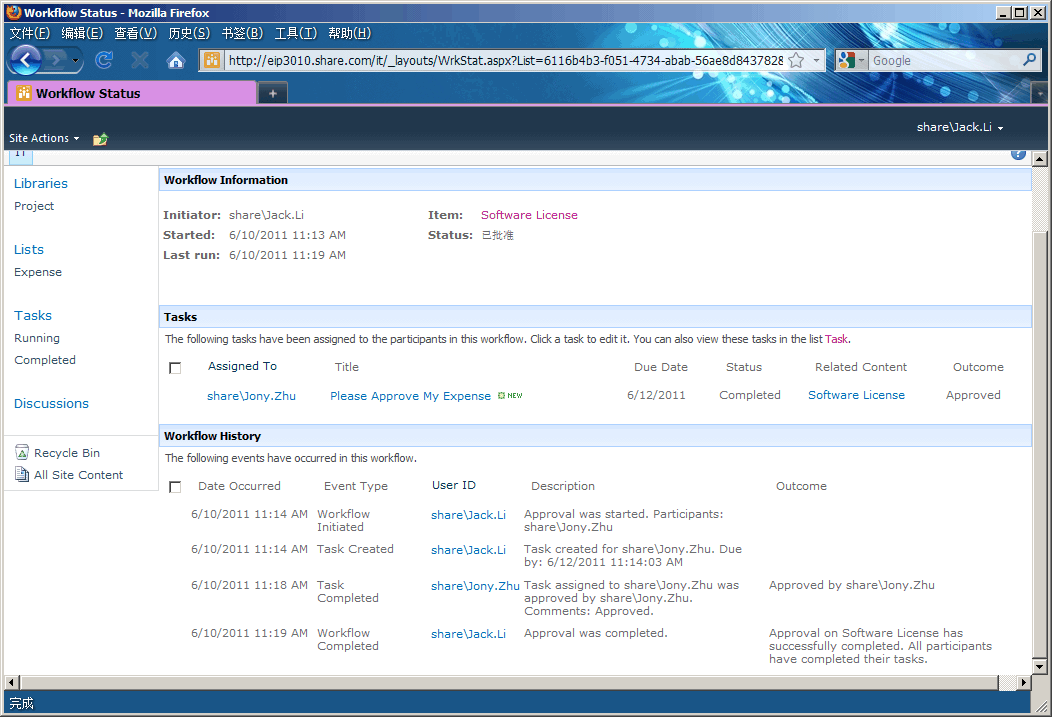 Workflow Status - Mozilla Firefox
文件(F) 编辑(E) 查看(V) 历史(S) 书签(B) 工具(T) 帮助(H)
http://eip3010.share.com/it/_layouts/WrkStat.aspx?List=6116b4b3-f051-4734-abab-56ae8d8437828 Google
Workflow Status
share\Jack.Li
Site Actions
IT
Libraries
Project
Lists
Expense
Tasks
Running
Completed
Discussions
Recycle Bin
All Site Content
Workflow Information
Initiator: share\Jack.Li Item: Software License
Started: 6/10/2011 11:13 AM Status: 已批准
Last run: 6/10/2011 11:19 AM
Tasks
The following tasks have been assigned to the participants in this workflow. Click a task to edit it. You can also view these tasks in the list Task.
Assigned To Title Due Date Status Related Content Outcome
share\Jony.Zhu Please Approve My Expense NEW 6/12/2011 Completed Software License Approved
Workflow History
The following events have occurred in this workflow.
Date Occurred Event Type User ID Description Outcome
6/10/2011 11:14 AM Workflow share\Jack.Li Approval was started. Participants:
Initiated share\Jony.Zhu
6/10/2011 11:14 AM Task Created share\Jack.Li Task created for share\Jony.Zhu. Due
by: 6/12/2011 11:14:03 AM
6/10/2011 11:18 AM Task share\Jony.Zhu Task assigned to share\Jony.Zhu was Approved by share\Jony.Zhu
Completed approved by share\Jony.Zhu.
Comments: Approved.
6/10/2011 11:19 AM Workflow share\Jack.Li Approval was completed. Approval on Software License has
Completed successfully completed. All participants
have completed their tasks.
完成